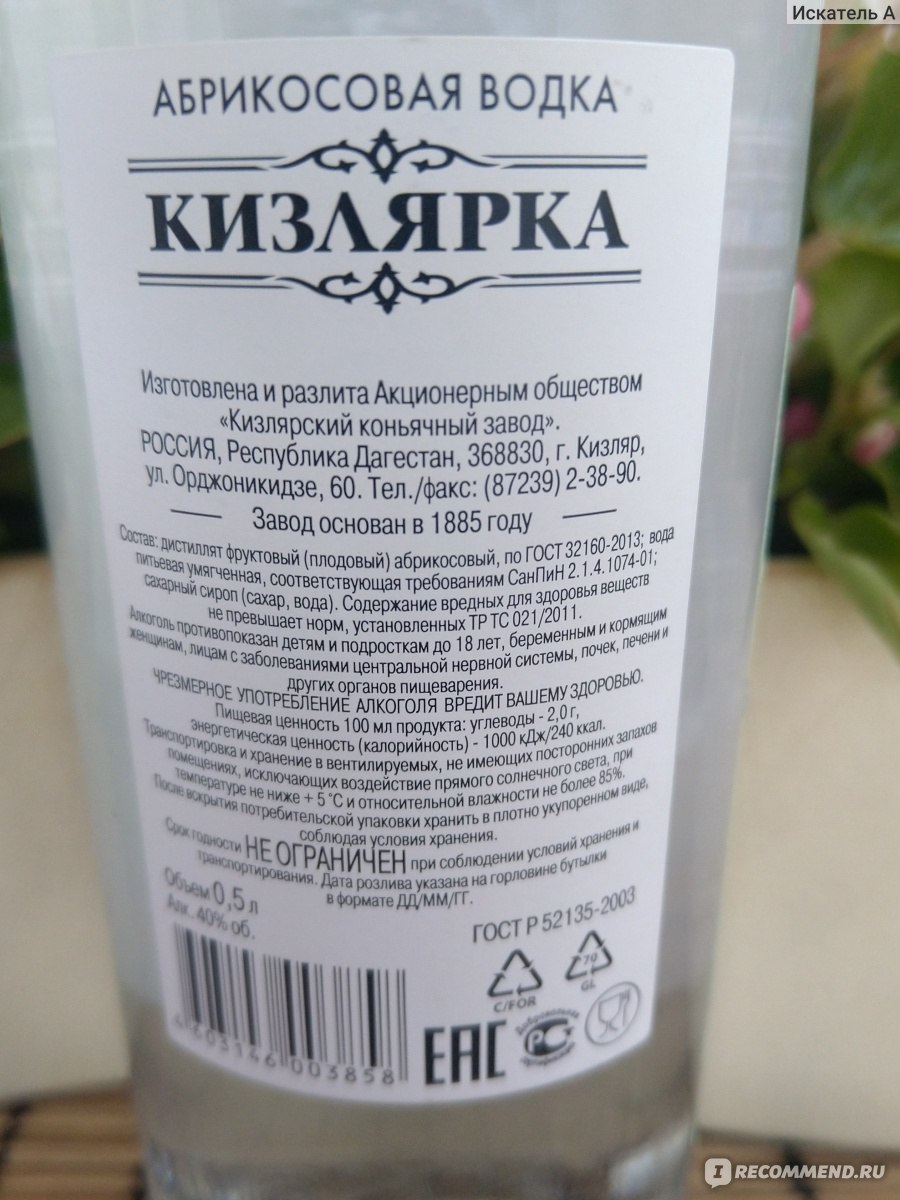 Искатель А
АБРИКОСОВАЯ ВОДКА
КИЗЛЯРКА
Изготовлена и разлита Акционерным обществом
«Кизлярский коньячный завод».
РОССИЯ, Республика Дагестан, 368830, г. Кизляр,
ул. Орджоникидзе, 60. Тел./факс: (87239) 2-38-90.
Завод основан в 1885 году
Состав: дистиллят фруктовый (плодовый) абрикосовый, по ГОСТ 32160-2013; вода
питьевая умягченная, соответствующая требованиям СанПиН 2.1.4.1074-01;
сахарный сироп (сахар, вода). Содержание вредных для здоровья веществ
не превышает норм, установленных ТР ТС 021/2011.
Алкоголь противопоказан детям и подросткам до 18 лет, беременным и кормящим
женщинам, лицам с заболеваниями центральной нервной системы, почек, печени и
других органов пищеварения.
ЧРЕЗМЕРНОЕ УПОТРЕБЛЕНИЕ АЛКОГОЛЯ ВРЕДИТ ВАШЕМУ ЗДОРОВЬЮ.
Пищевая ценность 100 мл продукта: углеводы - 2,0 г,
энергетическая ценность (калорийность) - 1000 кДж/240 ккал.
Транспортировка и хранение в вентилируемых, не имеющих посторонних запахов
помещениях, исключающих воздействие прямого солнечного света, при
температуре не ниже + 5 °С и относительной влажности не более 85%.
После вскрытия потребительской упаковки хранить в плотно укупоренном виде,
соблюдая условия хранения.
Срок годности НЕ ОГРАНИЧЕН при соблюдении условий хранения и
транспортирования. Дата розлива указана на горловине бутылки
в формате ДД/ММ/ГГ.
Объем 0,5 л
Алк. 40% об.
ГОСТ Р 52135-2003
C/FOR
70
GL
4603146 003858
ЕАС
Добровольная
РС
IRECOMMEND.RU